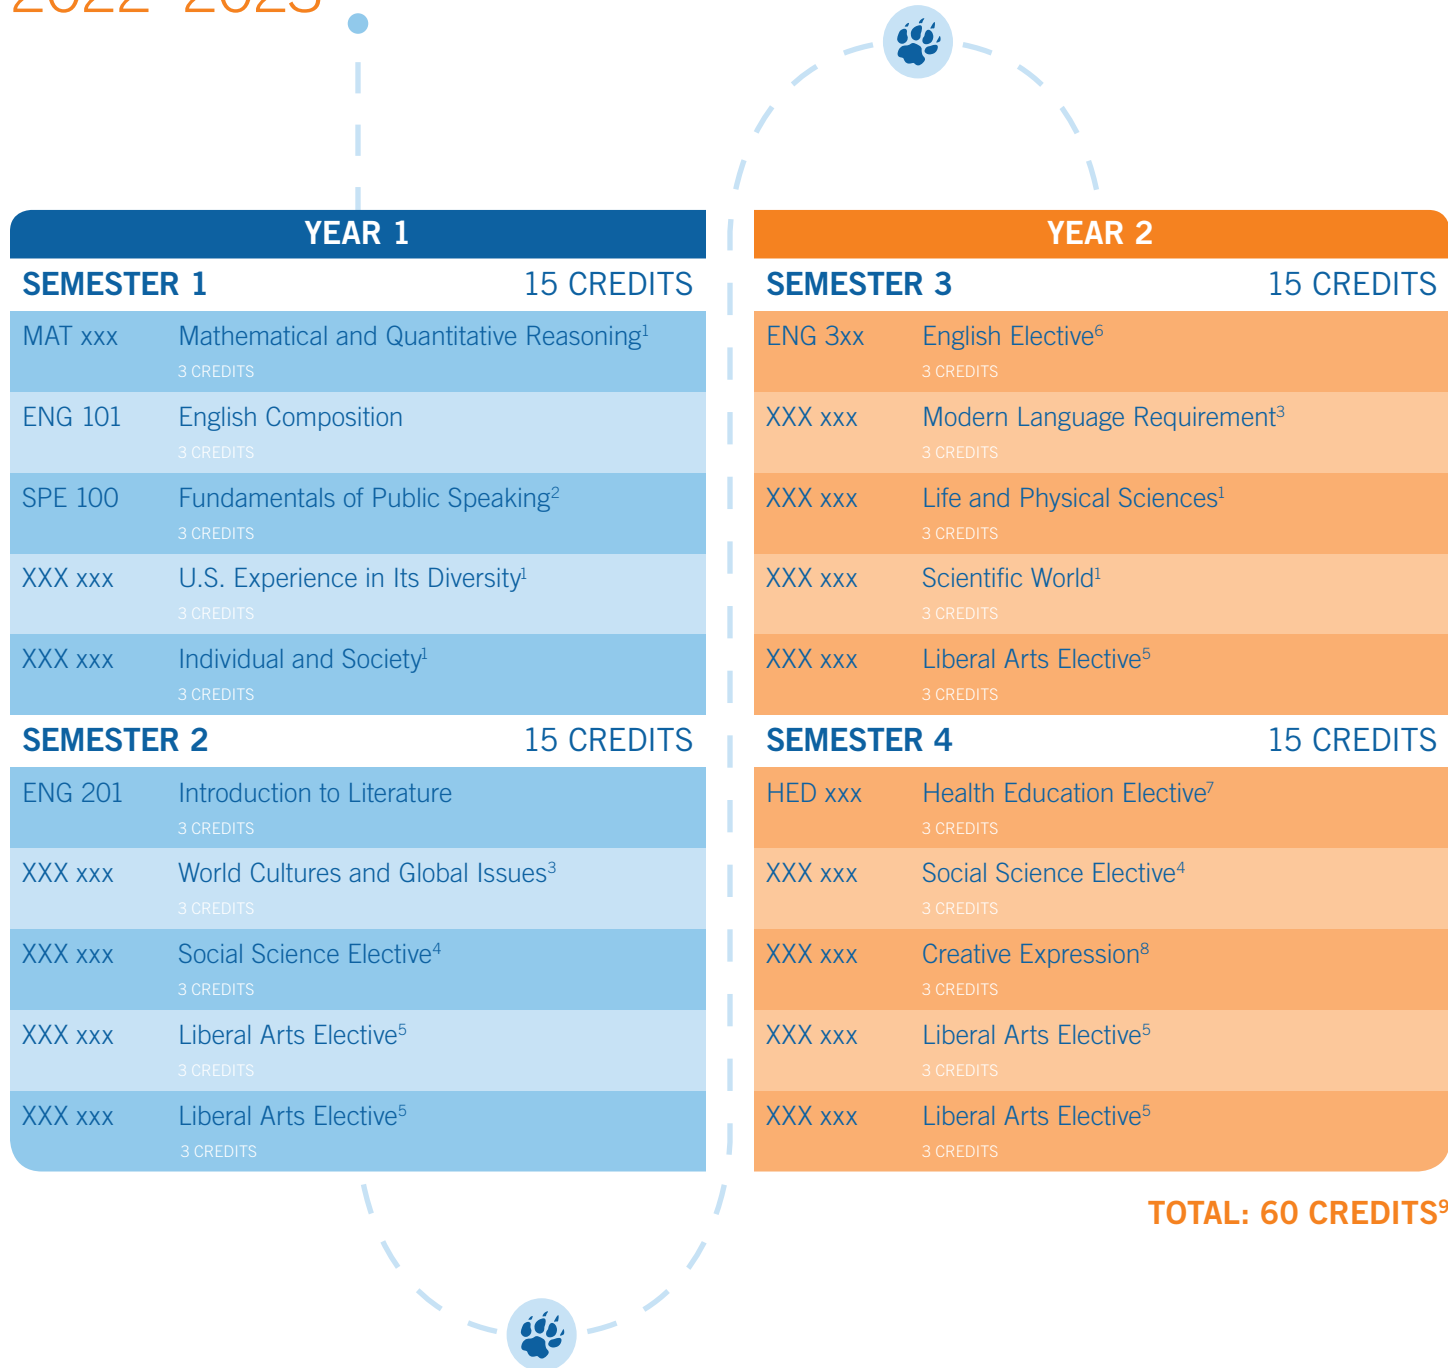 2022–2023
YEAR 1
SEMESTER 1 15 CREDITS
MAT xxx Mathematical and Quantitative Reasoning¹
3 CREDITS
ENG 101 English Composition
3 CREDITS
SPE 100 Fundamentals of Public Speaking²
3 CREDITS
XXX xxx U.S. Experience in Its Diversity¹
3 CREDITS
XXX xxx Individual and Society¹
3 CREDITS
SEMESTER 2 15 CREDITS
ENG 201 Introduction to Literature
3 CREDITS
XXX xxx World Cultures and Global Issues³
3 CREDITS
XXX xxx Social Science Elective⁴
3 CREDITS
XXX xxx Liberal Arts Elective⁵
3 CREDITS
XXX xxx Liberal Arts Elective⁵
3 CREDITS
YEAR 2
SEMESTER 3 15 CREDITS
ENG 3xx English Elective⁶
3 CREDITS
XXX xxx Modern Language Requirement³
3 CREDITS
XXX xxx Life and Physical Sciences¹
3 CREDITS
XXX xxx Scientific World¹
3 CREDITS
XXX xxx Liberal Arts Elective⁵
3 CREDITS
SEMESTER 4 15 CREDITS
HED xxx Health Education Elective⁷
3 CREDITS
XXX xxx Social Science Elective⁴
3 CREDITS
XXX xxx Creative Expression⁸
3 CREDITS
XXX xxx Liberal Arts Elective⁵
3 CREDITS
XXX xxx Liberal Arts Elective⁵
3 CREDITS
TOTAL: 60 CREDITS⁹